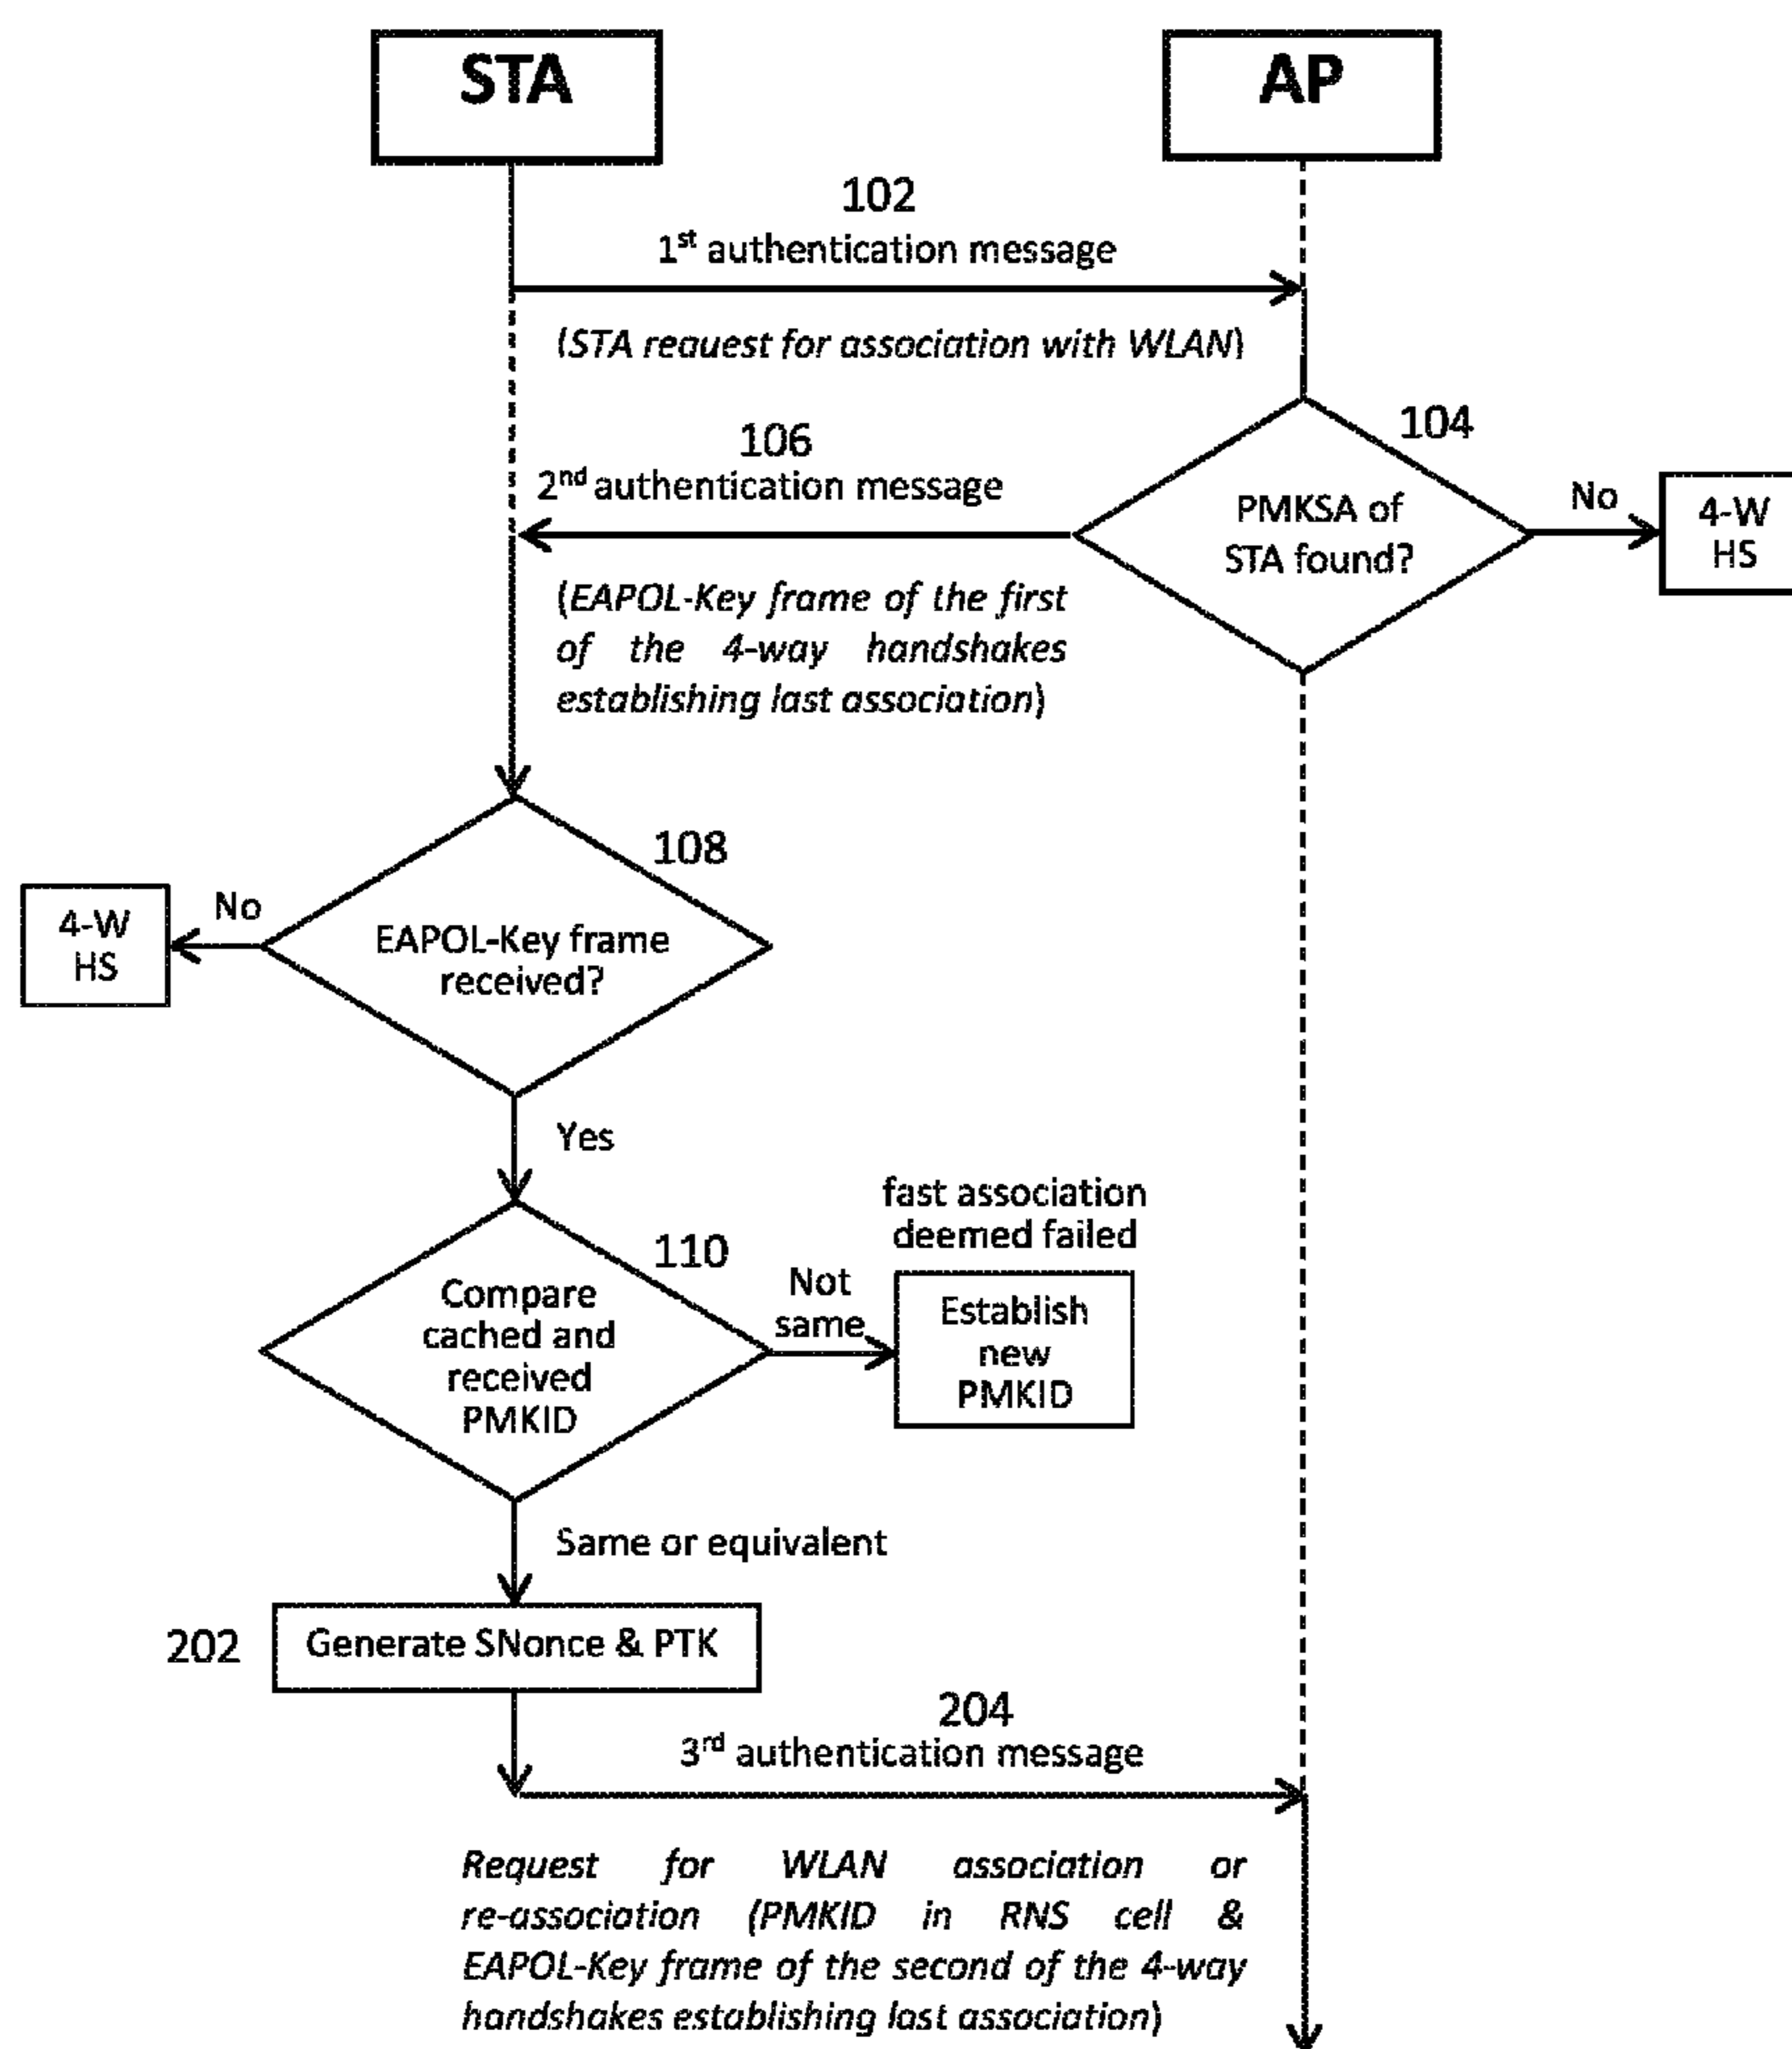 STA
AP
102
1st authentication message
(STA request for association with WLAN)
104
106
2nd authentication message
PMKSA of
STA found?
No
4-W
HS
(EAPOL-Key frame of the first
of the 4-way handshakes
establishing last association)
108
No
4-W
HS
EAPOL-Key frame
received?
Yes
fast association
deemed failed
110
Compare
cached and
received
PMKID
Not
same
Establish
new
PMKID
Same or equivalent
202
Generate SNonce & PTK
204
3rd authentication message
Request for WLAN association or
re-association (PMKID in RNS cell &
EAPOL-Key frame of the second of the 4-way
handshakes establishing last association)